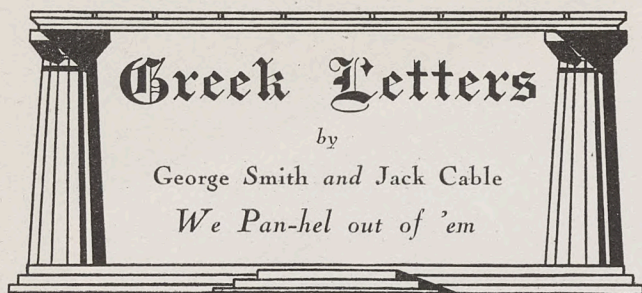 Greek Letters
by
George Smith and Jack Cable
We Pan-hel out of 'em